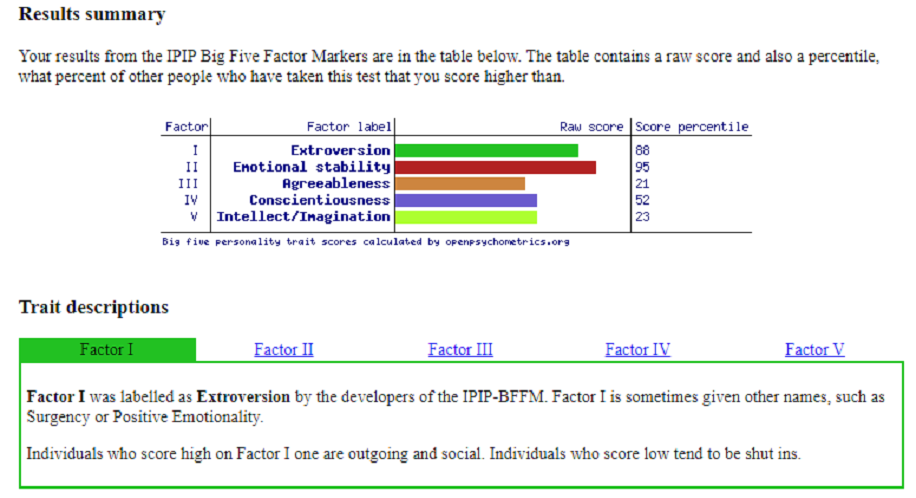 Results summary
Your results from the IPIP Big Five Factor Markers are in the table below. The table contains a raw score and also a percentile,
what percent of other people who have taken this test that you score higher than.
Factor Factor label Raw score Score percentile
I Extroversion 88
II Emotional stability 95
III Agreeableness 21
IV Conscientiousness 52
V Intellect/Imagination 23
Big five personality trait scores calculated by openpsychometrics.org
Trait descriptions
Factor I Factor II Factor III Factor IV Factor V
Factor I was labelled as Extroversion by the developers of the IPIP-BFFM. Factor I is sometimes given other names, such as
Surgency or Positive Emotionality.
Individuals who score high on Factor I one are outgoing and social. Individuals who score low tend to be shut ins.